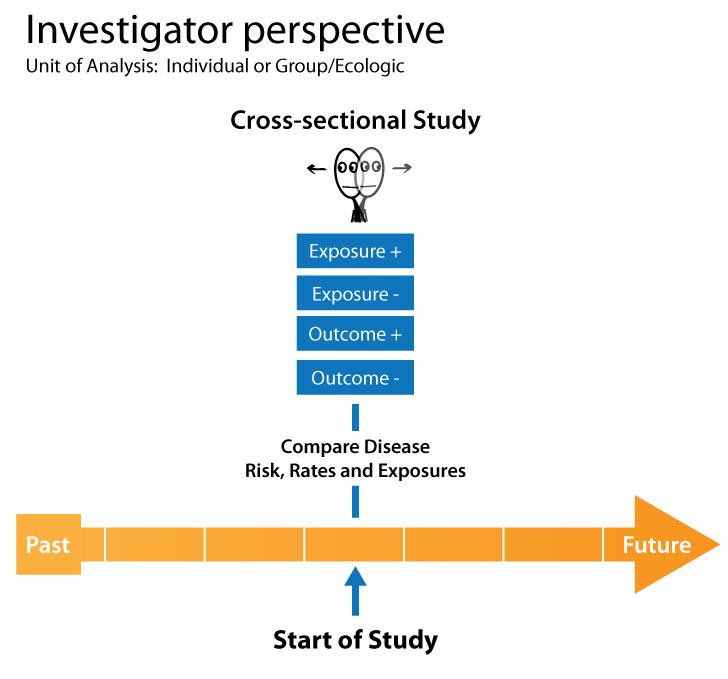 Investigator perspective
Unit of Analysis:  Individual or Group/Ecologic
Cross-sectional Study
Exposure +
Exposure -
Outcome +
Outcome -
Compare Disease
Risk, Rates and Exposures
Past
Future
Start of Study